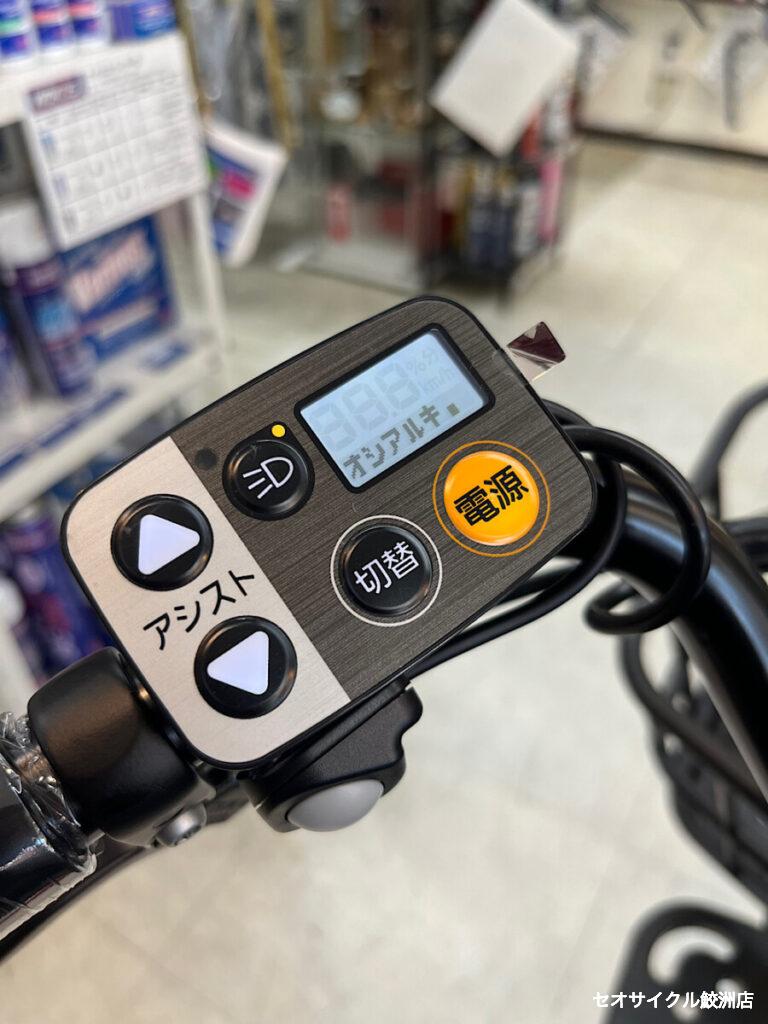 %分
km/h
オシアルキ
電源
切替
アシスト
セオサイクル鮫洲店